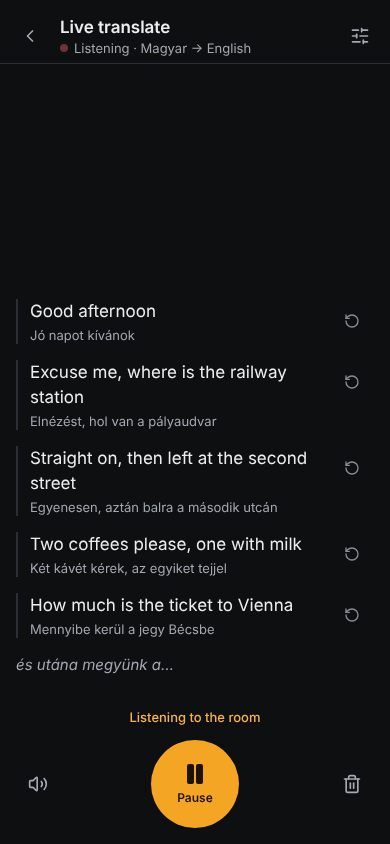 Live translate
Listening · Magyar → English
Good afternoon
Jó napot kívánok
Excuse me, where is the railway
station
Elnézést, hol van a pályaudvar
Straight on, then left at the second
street
Egyenesen, aztán balra a második utcán
Two coffees please, one with milk
Két kávét kérek, az egyiket tejjel
How much is the ticket to Vienna
Mennyibe kerül a jegy Bécsbe
és utána megyünk a...
Listening to the room
Pause